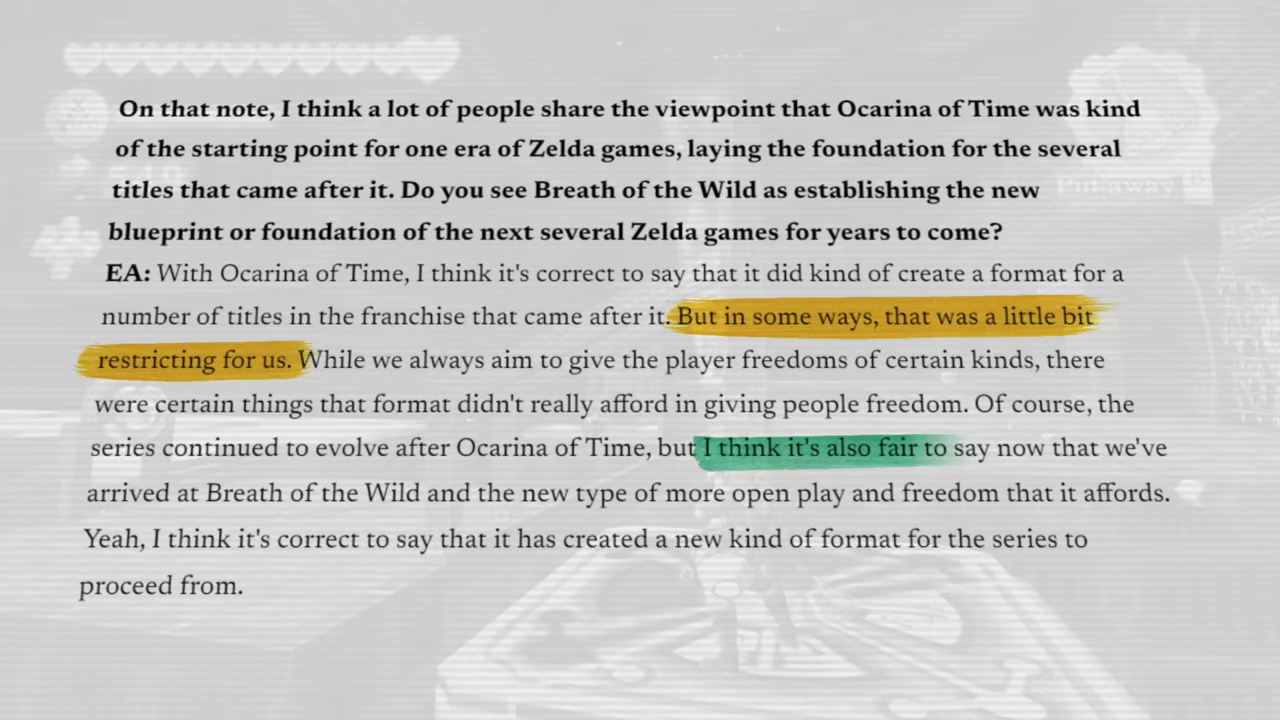 On that note, I think a lot of people share the viewpoint that Ocarina of Time was kind
of the starting point for one era of Zelda games, laying the foundation for the several
titles that came after it. Do you see Breath of the Wild as establishing the new
blueprint or foundation of the next several Zelda games for years to come?
EA: With Ocarina of Time, I think it's correct to say that it did kind of create a format for a
number of titles in the franchise that came after it. But in some ways, that was a little bit
restricting for us. While we always aim to give the player freedoms of certain kinds, there
were certain things that format didn't really afford in giving people freedom. Of course, the
series continued to evolve after Ocarina of Time, but I think it's also fair to say now that we've
arrived at Breath of the Wild and the new type of more open play and freedom that it affords.
Yeah, I think it's correct to say that it has created a new kind of format for the series to
proceed from.
Put away